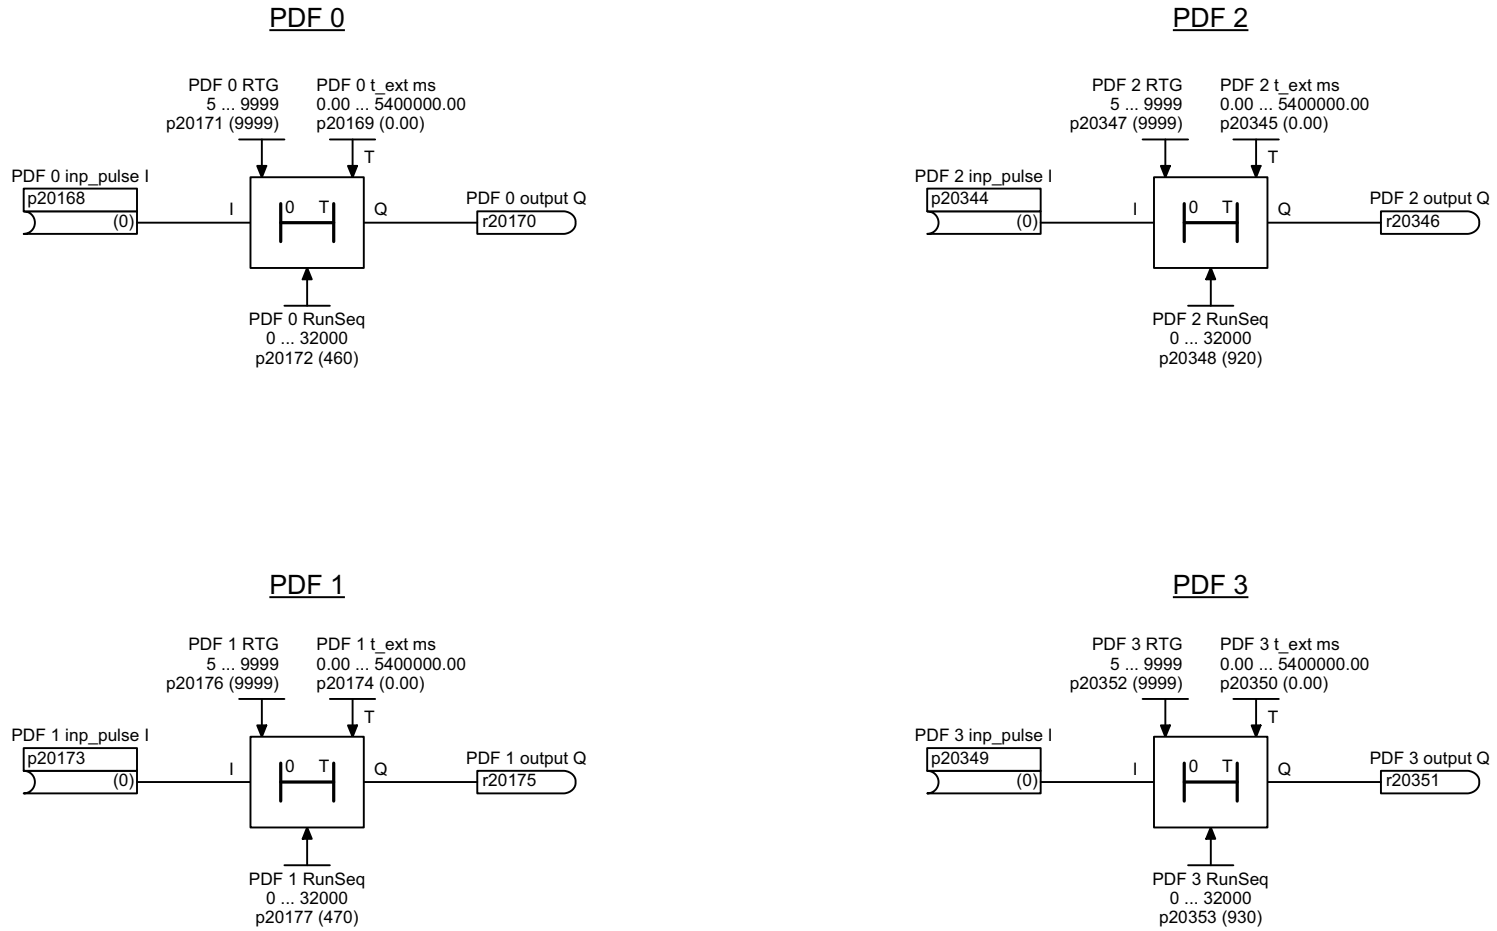 PDF 0
PDF 0 RTG
5 ... 9999
p20171 (9999)
PDF 0 t_ext ms
0.00 ... 5400000.00
p20169 (0.00)
T
PDF 0 inp_pulse I
p20168
(0)
I
0 T
Q
PDF 0 output Q
r20170
PDF 0 RunSeq
0 ... 32000
p20172 (460)
PDF 2
PDF 2 RTG
5 ... 9999
p20347 (9999)
PDF 2 t_ext ms
0.00 ... 5400000.00
p20345 (0.00)
T
PDF 2 inp_pulse I
p20344
(0)
I
0 T
Q
PDF 2 output Q
r20346
PDF 2 RunSeq
0 ... 32000
p20348 (920)
PDF 1
PDF 1 RTG
5 ... 9999
p20176 (9999)
PDF 1 t_ext ms
0.00 ... 5400000.00
p20174 (0.00)
T
PDF 1 inp_pulse I
p20173
(0)
I
0 T
Q
PDF 1 output Q
r20175
PDF 1 RunSeq
0 ... 32000
p20177 (470)
PDF 3
PDF 3 RTG
5 ... 9999
p20352 (9999)
PDF 3 t_ext ms
0.00 ... 5400000.00
p20350 (0.00)
T
PDF 3 inp_pulse I
p20349
(0)
I
0 T
Q
PDF 3 output Q
r20351
PDF 3 RunSeq
0 ... 32000
p20353 (930)